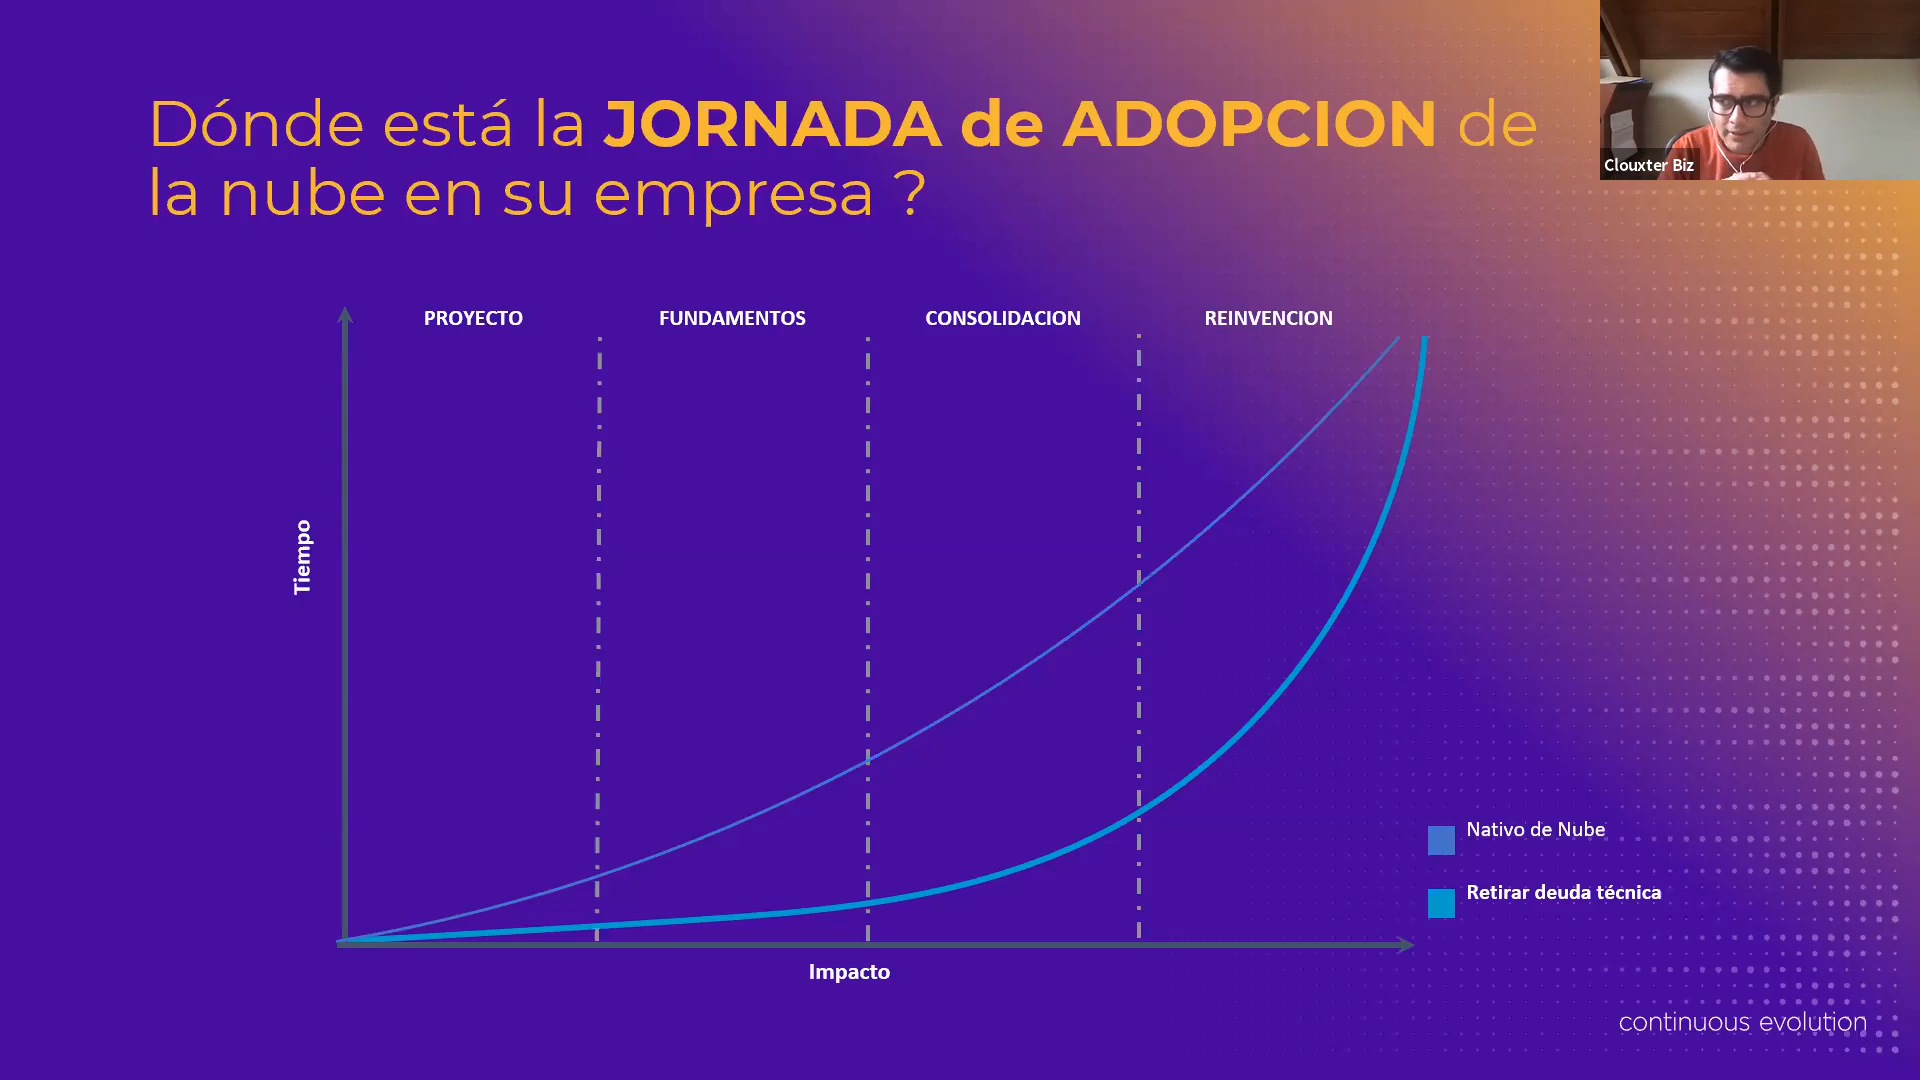 Dónde está la JORNADA de ADOPCION de
la nube en su empresa ?
Clouxter Biz
PROYECTO
FUNDAMENTOS
CONSOLIDACION
REINVENCION
Tiempo
Nativo de Nube
Retirar deuda técnica
Impacto
continuous evolution